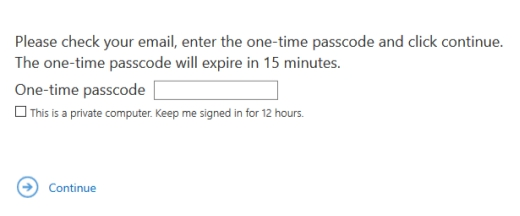 Please check your email, enter the one-time passcode and click continue.
The one-time passcode will expire in 15 minutes.
One-time passcode
This is a private computer. Keep me signed in for 12 hours.
Continue